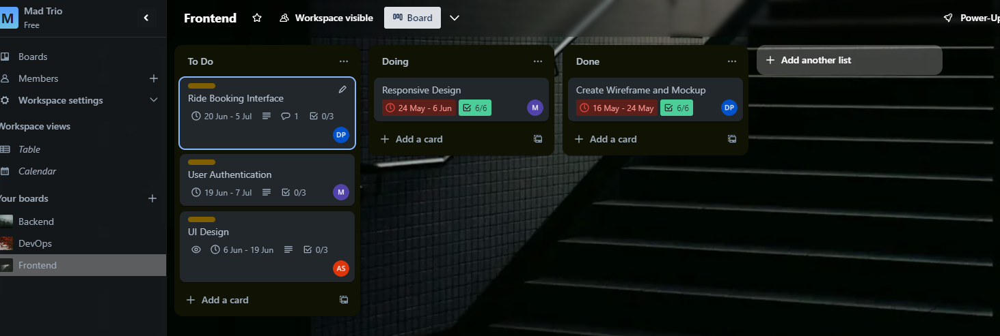 M
Mad Trio
Free
Boards
Members
Workspace settings
Workspace views
Table
Calendar
Your boards
Backend
DevOps
Frontend
Frontend
Workspace visible
Board
Power-Up
To Do
Ride Booking Interface
20 Jun - 5 Jul
1
0/3
DP
User Authentication
19 Jun - 7 Jul
0/3
M
UI Design
6 Jun - 19 Jun
0/3
AS
Add a card
Doing
Responsive Design
24 May - 6 Jun
6/6
M
Add a card
Done
Create Wireframe and Mockup
16 May - 24 May
6/6
DP
Add a card
Add another list